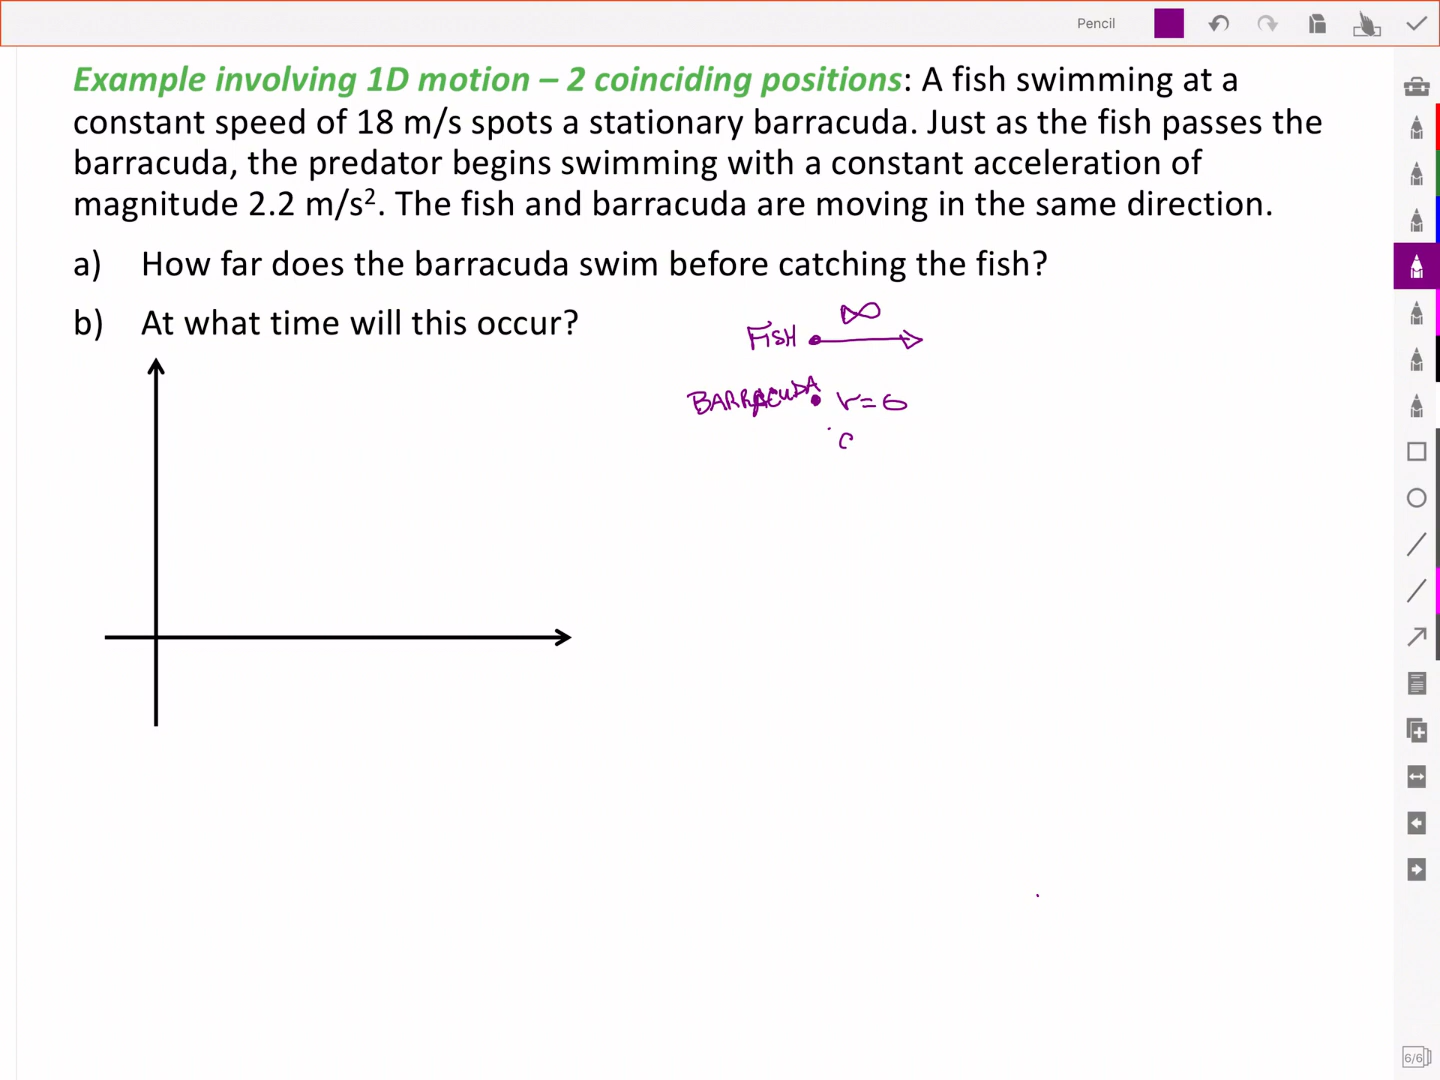 Pencil
Example involving 1D motion – 2 coinciding positions: A fish swimming at a
constant speed of 18 m/s spots a stationary barracuda. Just as the fish passes the
barracuda, the predator begins swimming with a constant acceleration of
magnitude 2.2 m/s². The fish and barracuda are moving in the same direction.
a) How far does the barracuda swim before catching the fish?
b) At what time will this occur?
FISH
BARRACUDA
6/6